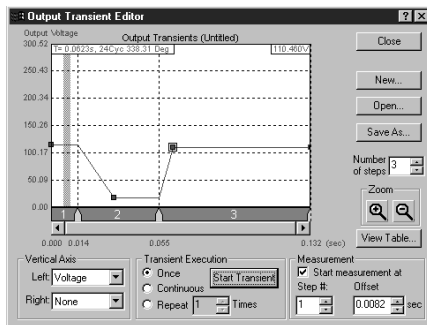 Output Transient Editor
Output Voltage
Output Transients (Untitled)
300.52
T= 0.0623s, 24Cyc 338.31 Deg
110.460V
250.43
200.34
150.26
100.17
50.09
0.00
1
2
3
0.000
0.014
0.055
0.132 (sec)
Close
New...
Open...
Save As...
Number of steps 3
Zoom
View Table...
Vertical Axis
Left: Voltage
Right: None
Transient Execution
Once
Continuous
Repeat 1 Times
Start Transient
Measurement
Start measurement at
Step #: Offset
1 0.0082 sec